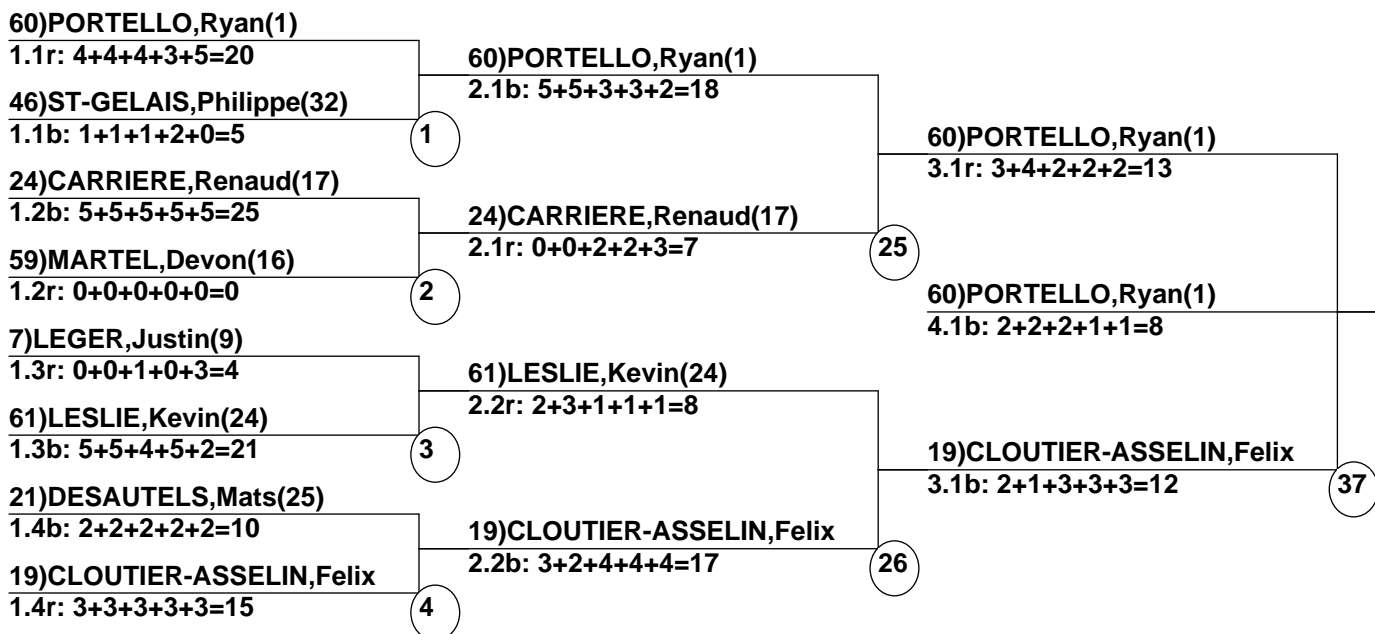 60)PORTELLO,Ryan(1)
1.1r: 4+4+4+3+5=20
46)ST-GELAIS,Philippe(32)
1.1b: 1+1+1+2+0=5
1
24)CARRIERE,Renaud(17)
1.2b: 5+5+5+5+5=25
59)MARTEL,Devon(16)
1.2r: 0+0+0+0+0=0
2
7)LEGER,Justin(9)
1.3r: 0+0+1+0+3=4
61)LESLIE,Kevin(24)
1.3b: 5+5+4+5+2=21
3
21)DESAUTELS,Mats(25)
1.4b: 2+2+2+2+2=10
19)CLOUTIER-ASSELIN,Felix
1.4r: 3+3+3+3+3=15
4
60)PORTELLO,Ryan(1)
2.1b: 5+5+3+3+2=18
24)CARRIERE,Renaud(17)
2.1r: 0+0+2+2+3=7
25
61)LESLIE,Kevin(24)
2.2r: 2+3+1+1+1=8
19)CLOUTIER-ASSELIN,Felix
2.2b: 3+2+4+4+4=17
26
60)PORTELLO,Ryan(1)
3.1r: 3+4+2+2+2=13
60)PORTELLO,Ryan(1)
4.1b: 2+2+2+1+1=8
19)CLOUTIER-ASSELIN,Felix
3.1b: 2+1+3+3+3=12
37